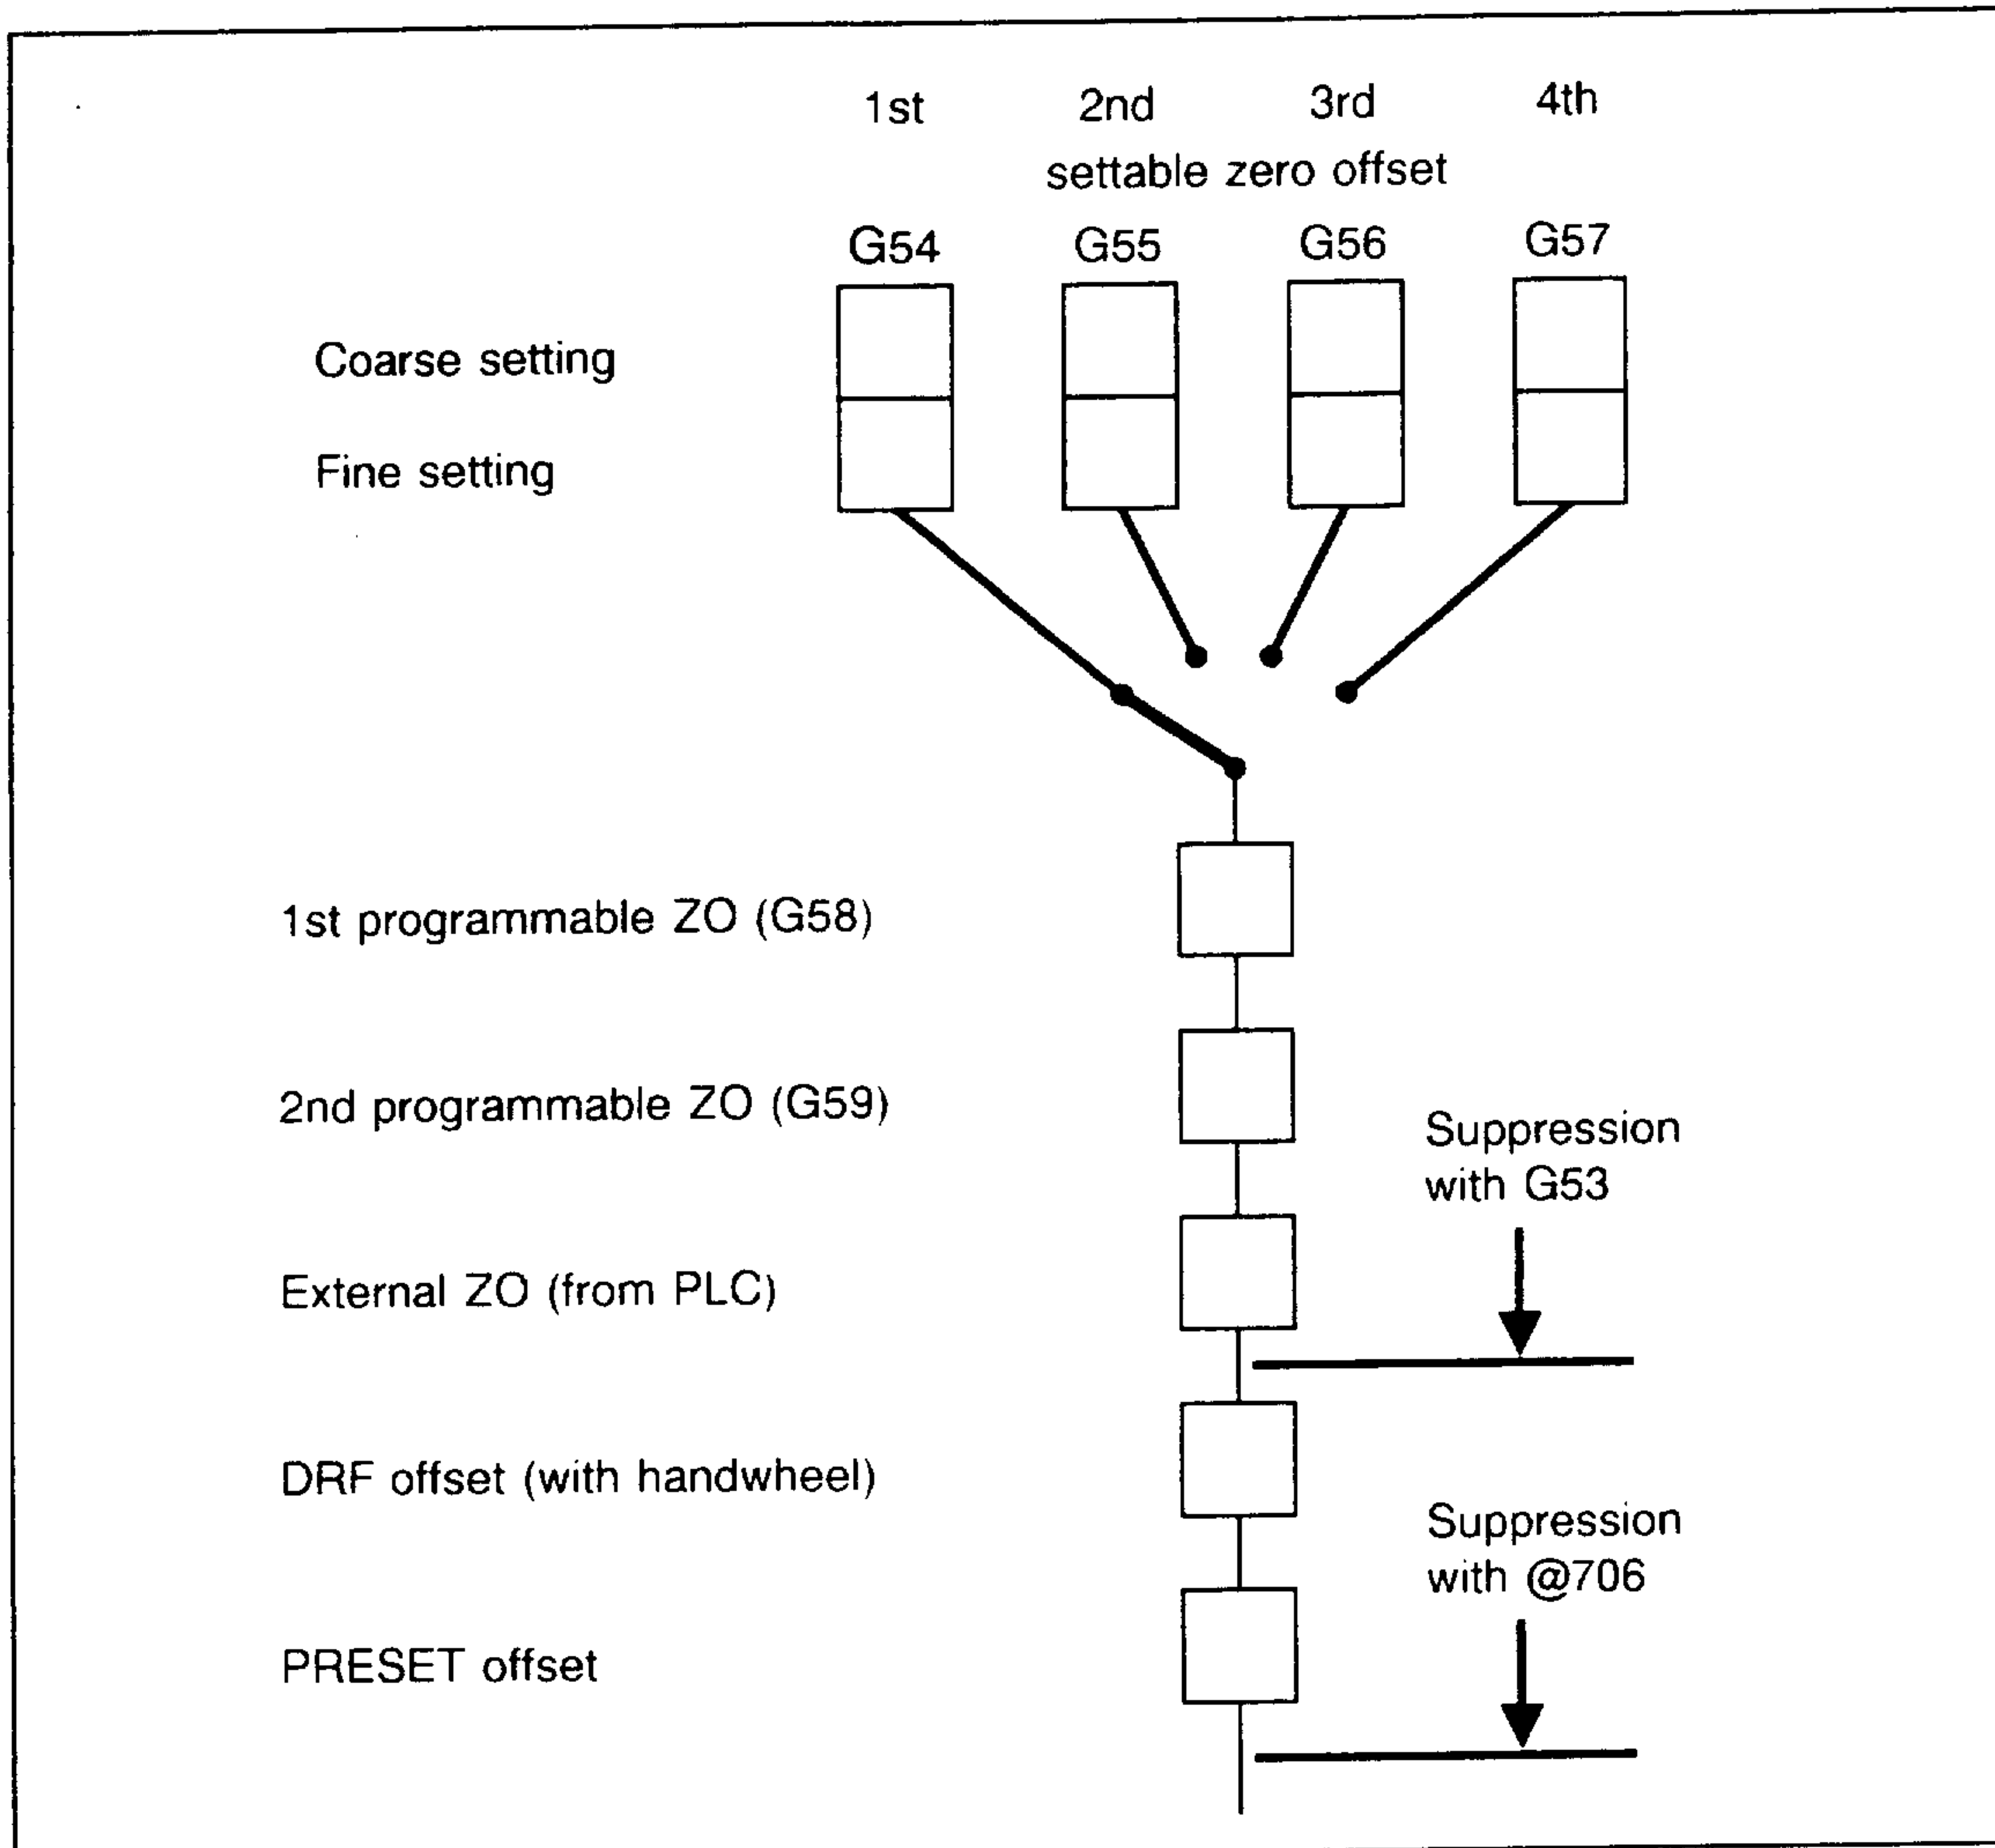 1st 2nd 3rd 4th
settable zero offset
G54 G55 G56 G57
Coarse setting
Fine setting
1st programmable ZO (G58)
2nd programmable ZO (G59)
Suppression
with G53
External ZO (from PLC)
DRF offset (with handwheel)
Suppression
with @706
PRESET offset